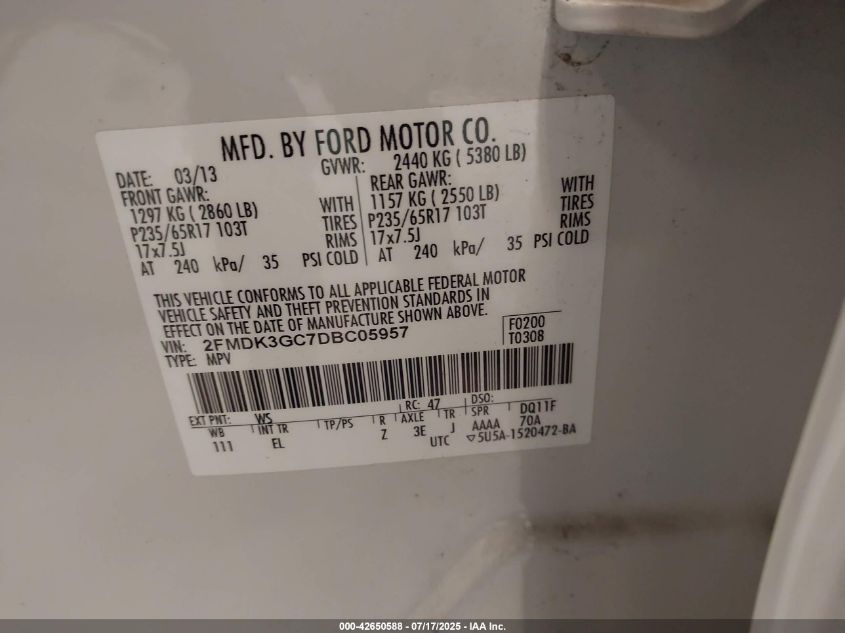 MFD. BY FORD MOTOR CO.
DATE: 03/13 GVWR: 2440 KG ( 5380 LB)
FRONT GAWR: REAR GAWR:
1297 KG ( 2860 LB) WITH 1157 KG ( 2550 LB) WITH
P235/65R17 103T TIRES P235/65R17 103T TIRES
17x7.5J RIMS 17x7.5J RIMS
AT 240 kPa/ 35 PSI COLD AT 240 kPa/ 35 PSI COLD
THIS VEHICLE CONFORMS TO ALL APPLICABLE FEDERAL MOTOR
VEHICLE SAFETY AND THEFT PREVENTION STANDARDS IN
EFFECT ON THE DATE OF MANUFACTURE SHOWN ABOVE.
VIN: 2FMDK3GC7DBC05957 F0200
TYPE: MPV T0308
EXT PNT: WS RC: 47 DSO:
WB INT TR TP/PS R AXLE TR SPR DQ11F
111 EL Z 3E J AAAA 70A
UTC ▽5U5A-1520472-BA
000-42650588 - 07/17/2025 - IAA Inc.